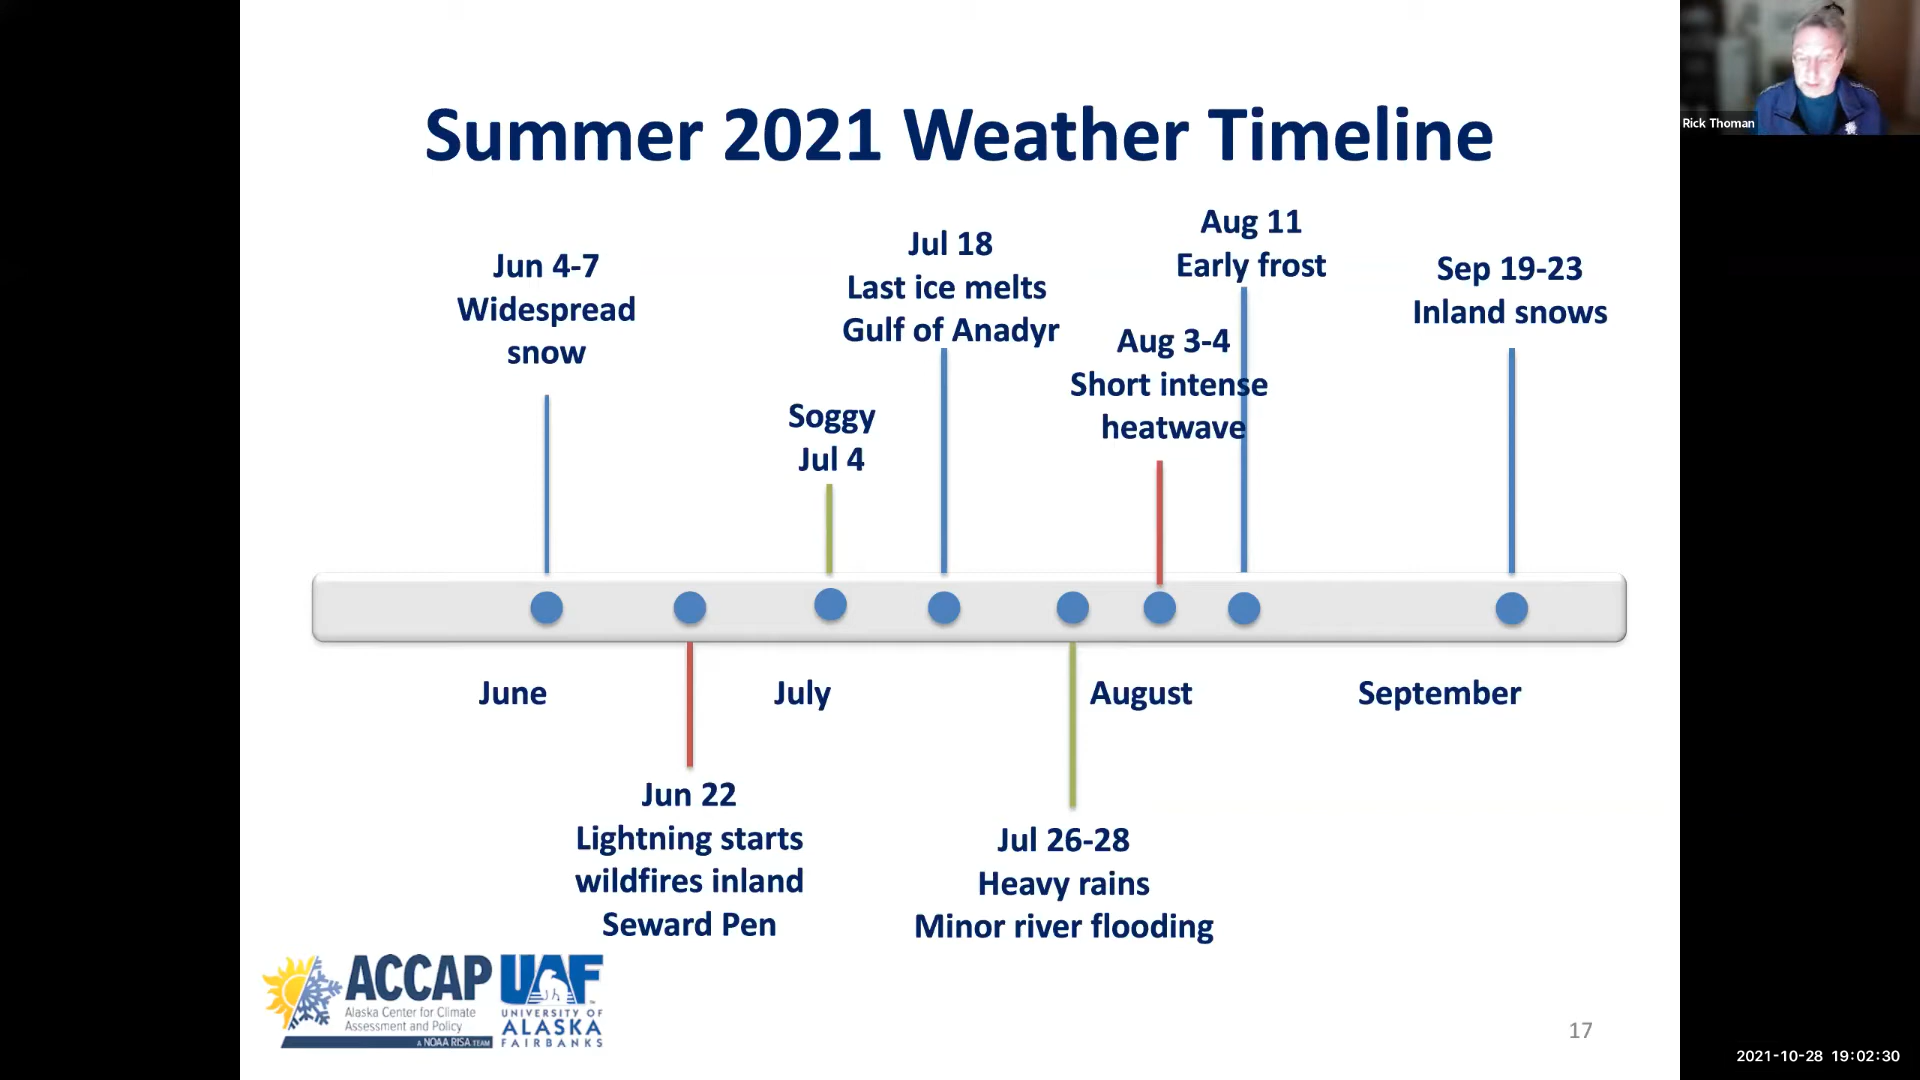 Summer 2021 Weather Timeline
Rick Thoman
Jun 4-7
Widespread
snow
Soggy
Jul 4
Jul 18
Last ice melts
Gulf of Anadyr
Aug 3-4
Short intense
heatwave
Aug 11
Early frost
Sep 19-23
Inland snows
June
July
August
September
Jun 22
Lightning starts
wildfires inland
Seward Pen
Jul 26-28
Heavy rains
Minor river flooding
ACCAP
Alaska Center for Climate
Assessment and Policy
A NOAA RISA TEAM
UAF
UNIVERSITY OF
ALASKA
FAIRBANKS
17
2021-10-28 19:02:30